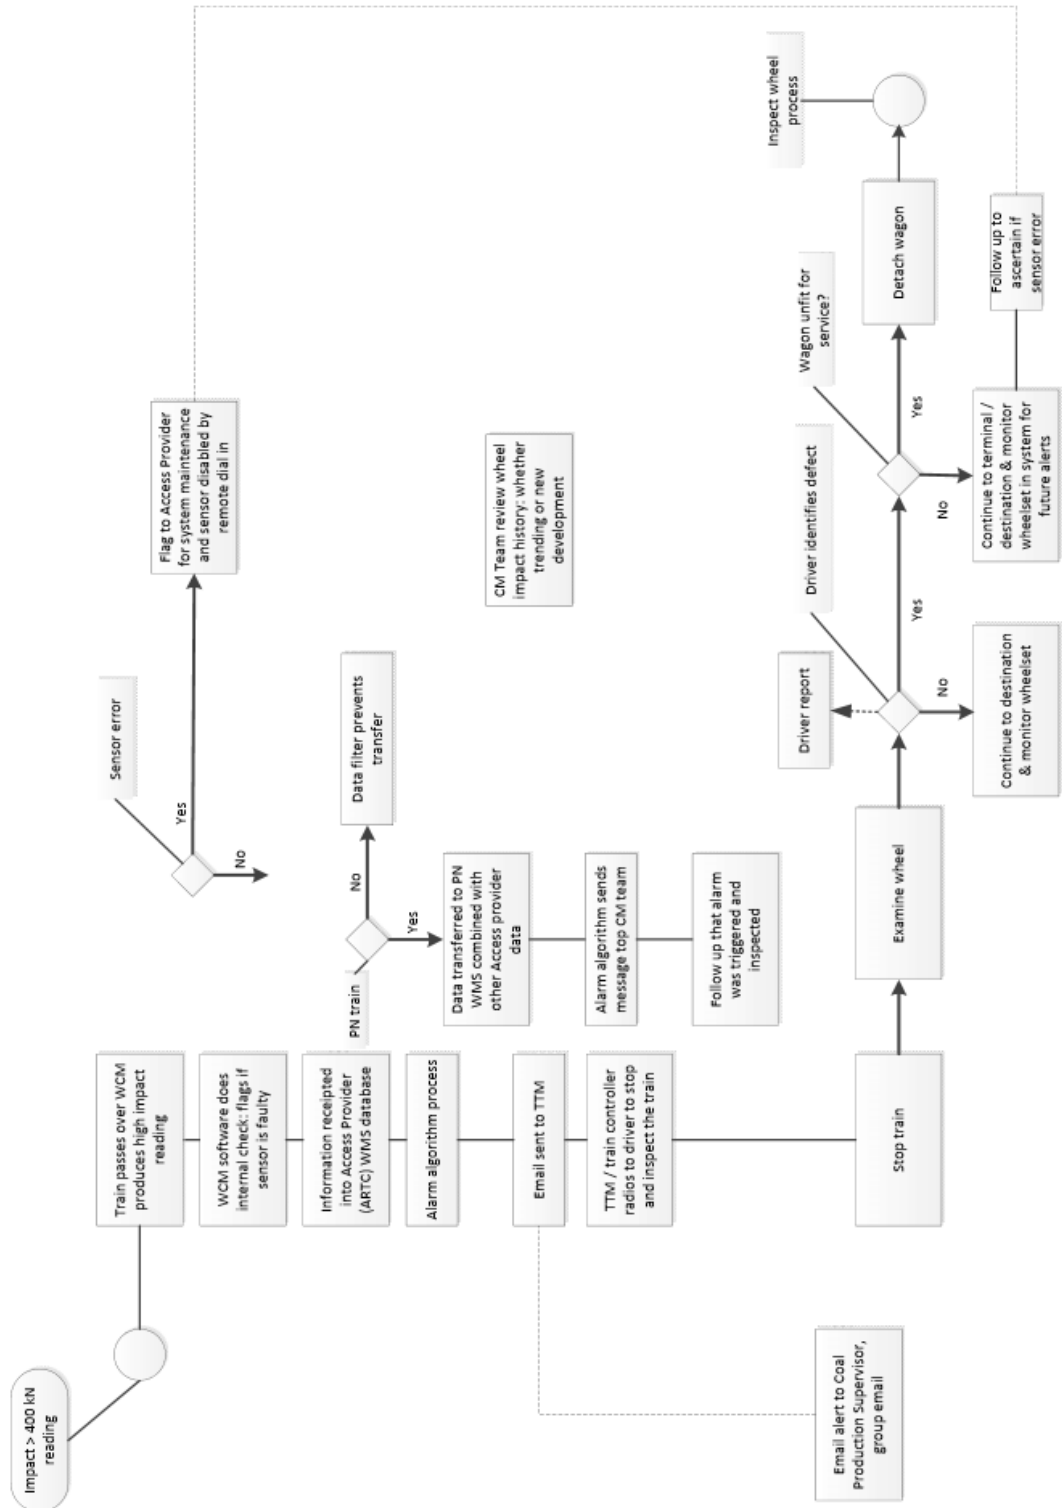 Impact > 400 kN
reading
Train passes over WCM
produces high impact
reading
WCM software does
internal check: flags if
sensor is faulty
Sensor error
Yes
No
Flag to Access Provider
for system maintenance
and sensor disabled by
remote dial in
Information receipted
into Access Provider
(ARTC) WMS database
PN train
No
Yes
Data filter prevents
transfer
Data transferred to PN
WMS combined with
other Access provider
data
Alarm algorithm process
Alarm algorithm sends
message top CM team
Follow up that alarm
was triggered and
inspected
CM Team review wheel
impact history: whether
trending or new
development
Email sent to TTM
TTM / train controller
radios to driver to stop
and inspect the train
Email alert to Coal
Production Supervisor,
group email
Stop train
Examine wheel
Driver report
Driver identifies defect
Yes
No
Continue to destination
& monitor wheelset
Wagon unfit for
service?
Yes
No
Continue to terminal /
destination & monitor
wheelset in system for
future alerts
Detach wagon
Inspect wheel
process
Follow up to
ascertain if
sensor error